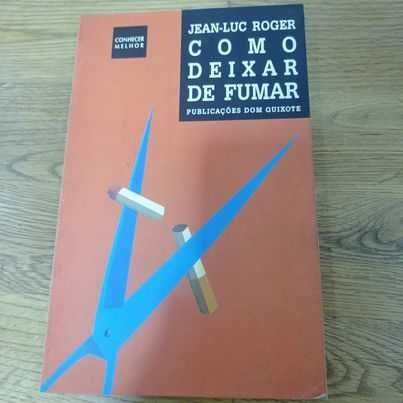 CONHECER
MELHOR
JEAN-LUC ROGER
COMO
DEIXAR
DE FUMAR
PUBLICAÇÕES DOM QUIXOTE